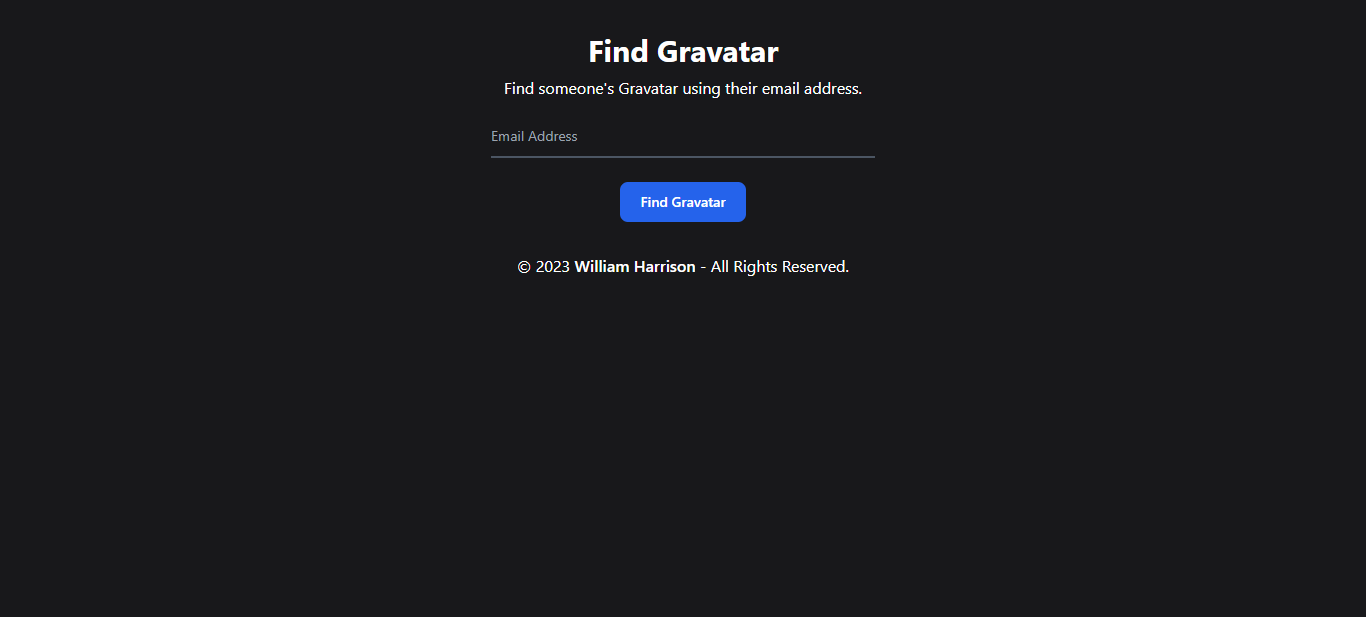 Find Gravatar
Find someone's Gravatar using their email address.
Email Address
Find Gravatar
© 2023 William Harrison - All Rights Reserved.